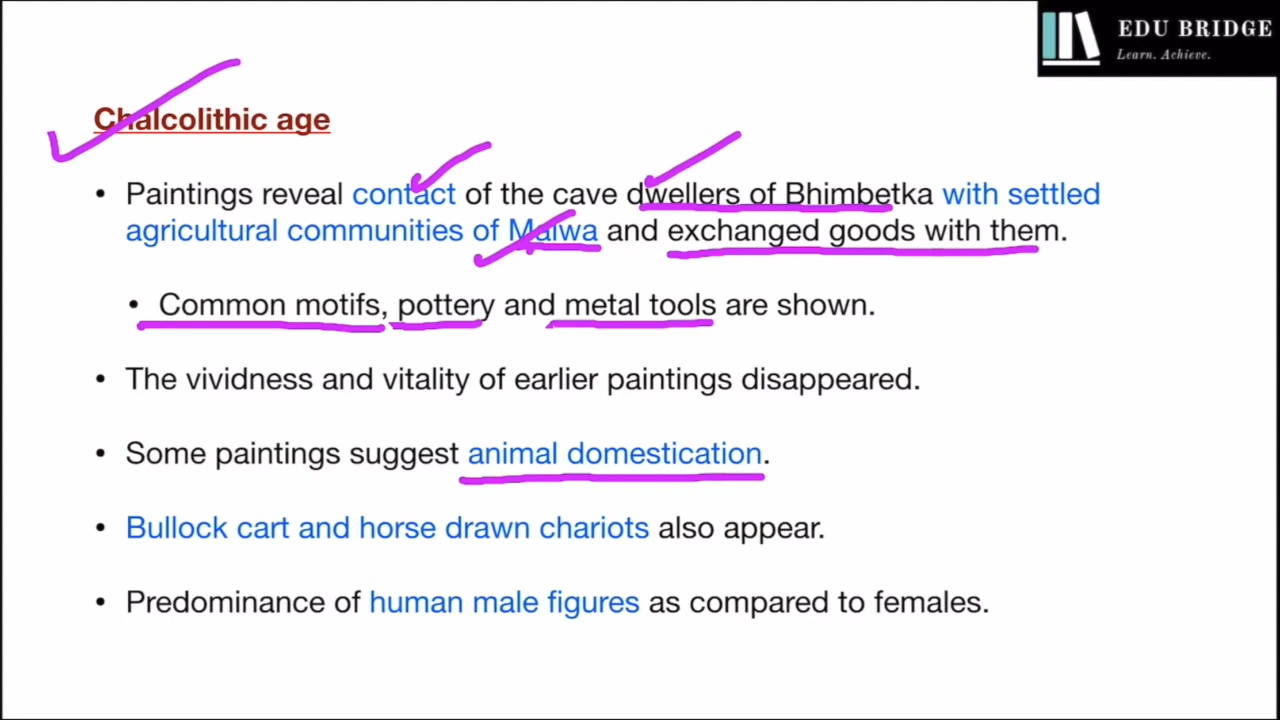 EDU BRIDGE
Learn. Achieve.
Chalcolithic age
• Paintings reveal contact of the cave dwellers of Bhimbetka with settled
agricultural communities of Malwa and exchanged goods with them.
• Common motifs, pottery and metal tools are shown.
• The vividness and vitality of earlier paintings disappeared.
• Some paintings suggest animal domestication.
• Bullock cart and horse drawn chariots also appear.
• Predominance of human male figures as compared to females.